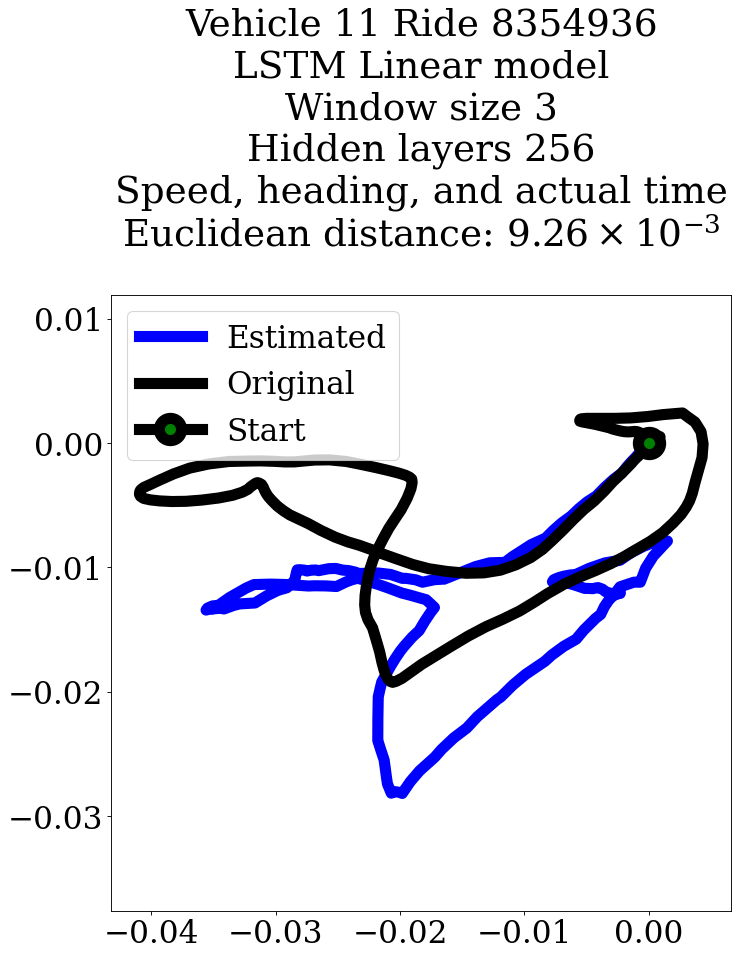 Vehicle 11 Ride 8354936
LSTM Linear model
Window size 3
Hidden layers 256
Speed, heading, and actual time
Euclidean distance: 9.26 × 10⁻³
Estimated
Original
Start
0.01
0.00
−0.01
−0.02
−0.03
−0.04 −0.03 −0.02 −0.01 0.00